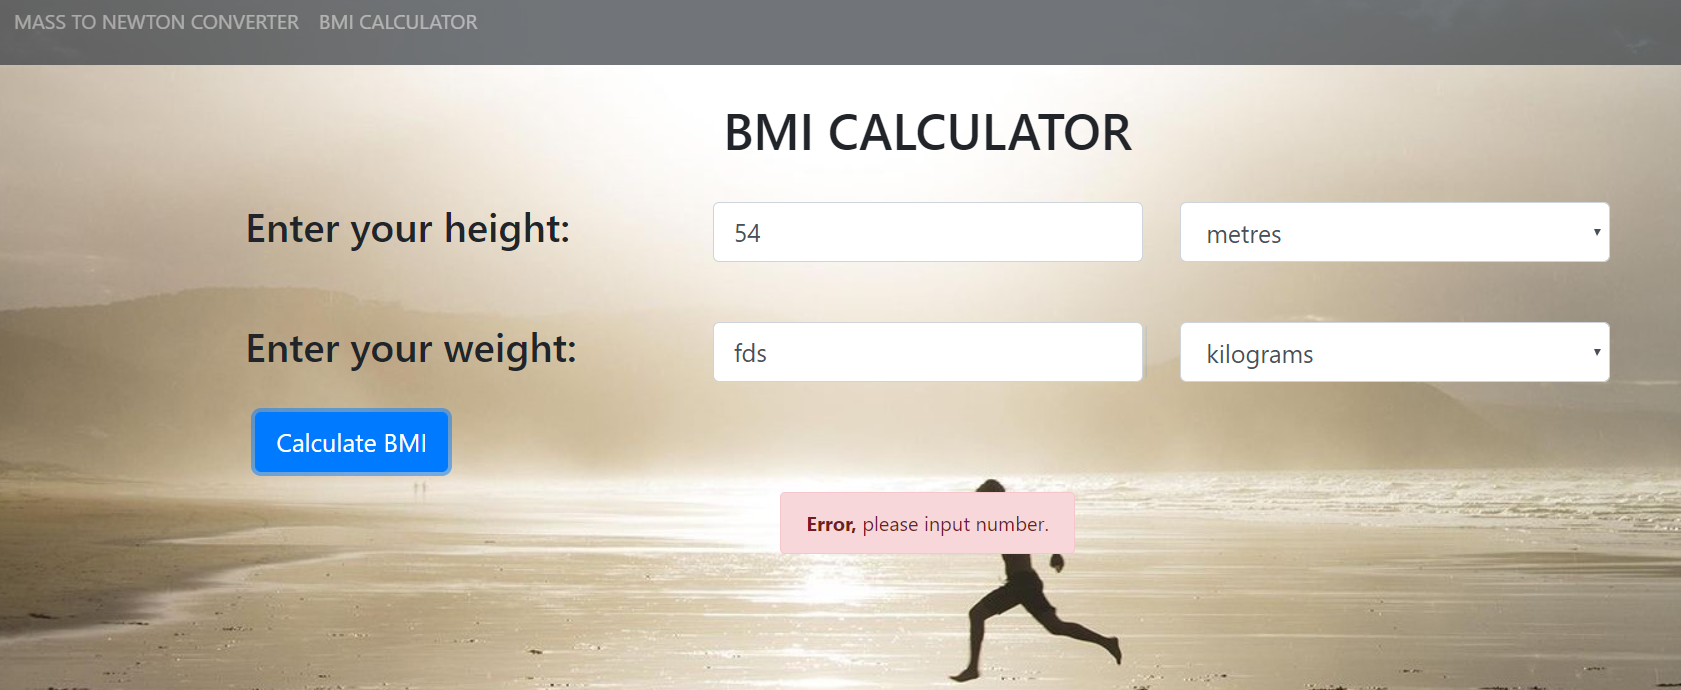 MASS TO NEWTON CONVERTER BMI CALCULATOR
BMI CALCULATOR
Enter your height: 54 metres
Enter your weight: fds kilograms
Calculate BMI
Error, please input number.